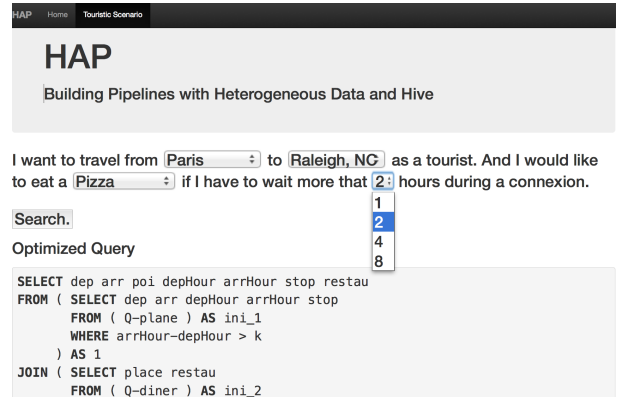 HAP Home Touristic Scenario
HAP
Building Pipelines with Heterogeneous Data and Hive
I want to travel from Paris to Raleigh, NC as a tourist. And I would like
to eat a Pizza if I have to wait more that 2 hours during a connexion.
1
2
4
8
Search.
Optimized Query
SELECT dep arr poi depHour arrHour stop restau
FROM ( SELECT dep arr depHour arrHour stop
FROM ( Q-plane ) AS ini_1
WHERE arrHour-depHour > k
) AS 1
JOIN ( SELECT place restau
FROM ( Q-diner ) AS ini_2